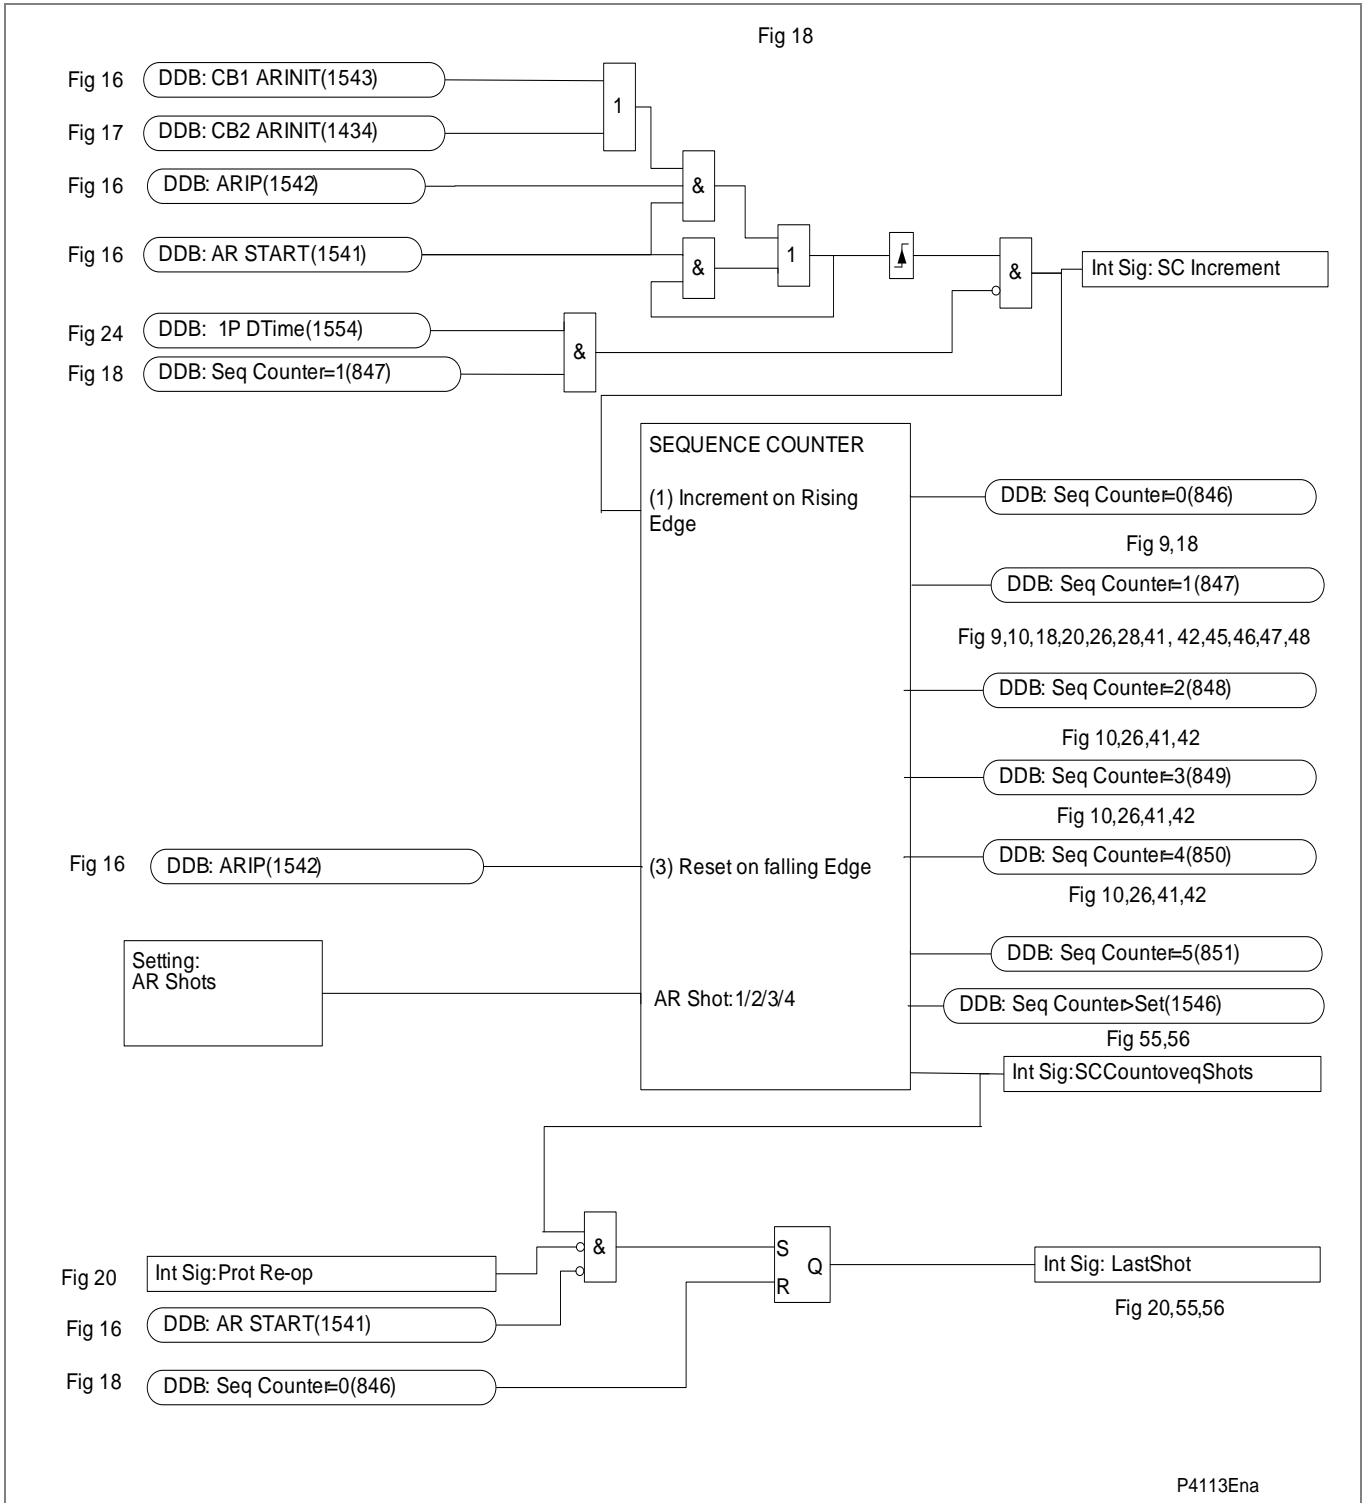 Fig 18
Fig 16
DDB: CB1 ARINIT(1543)
Fig 17
DDB: CB2 ARINIT(1434)
1
Fig 16
DDB: ARIP(1542)
&
Fig 16
DDB: AR START(1541)
&
1
&
Int Sig: SC Increment
Fig 24
DDB: 1P DTime(1554)
Fig 18
DDB: Seq Counter=1(847)
&
SEQUENCE COUNTER
(1) Increment on Rising
Edge
DDB: Seq Counter=0(846)
Fig 9,18
DDB: Seq Counter=1(847)
Fig 9,10,18,20,26,28,41, 42,45,46,47,48
DDB: Seq Counter=2(848)
Fig 10,26,41,42
DDB: Seq Counter=3(849)
Fig 10,26,41,42
Fig 16
DDB: ARIP(1542)
(3) Reset on falling Edge
DDB: Seq Counter=4(850)
Fig 10,26,41,42
Setting:
AR Shots
AR Shot:1/2/3/4
DDB: Seq Counter=5(851)
DDB: Seq Counter>Set(1546)
Fig 55,56
Int Sig:SCCountoveqShots
Fig 20
Int Sig:Prot Re-op
Fig 16
DDB: AR START(1541)
Fig 18
DDB: Seq Counter=0(846)
&
S
Q
R
Int Sig: LastShot
Fig 20,55,56
P4113Ena